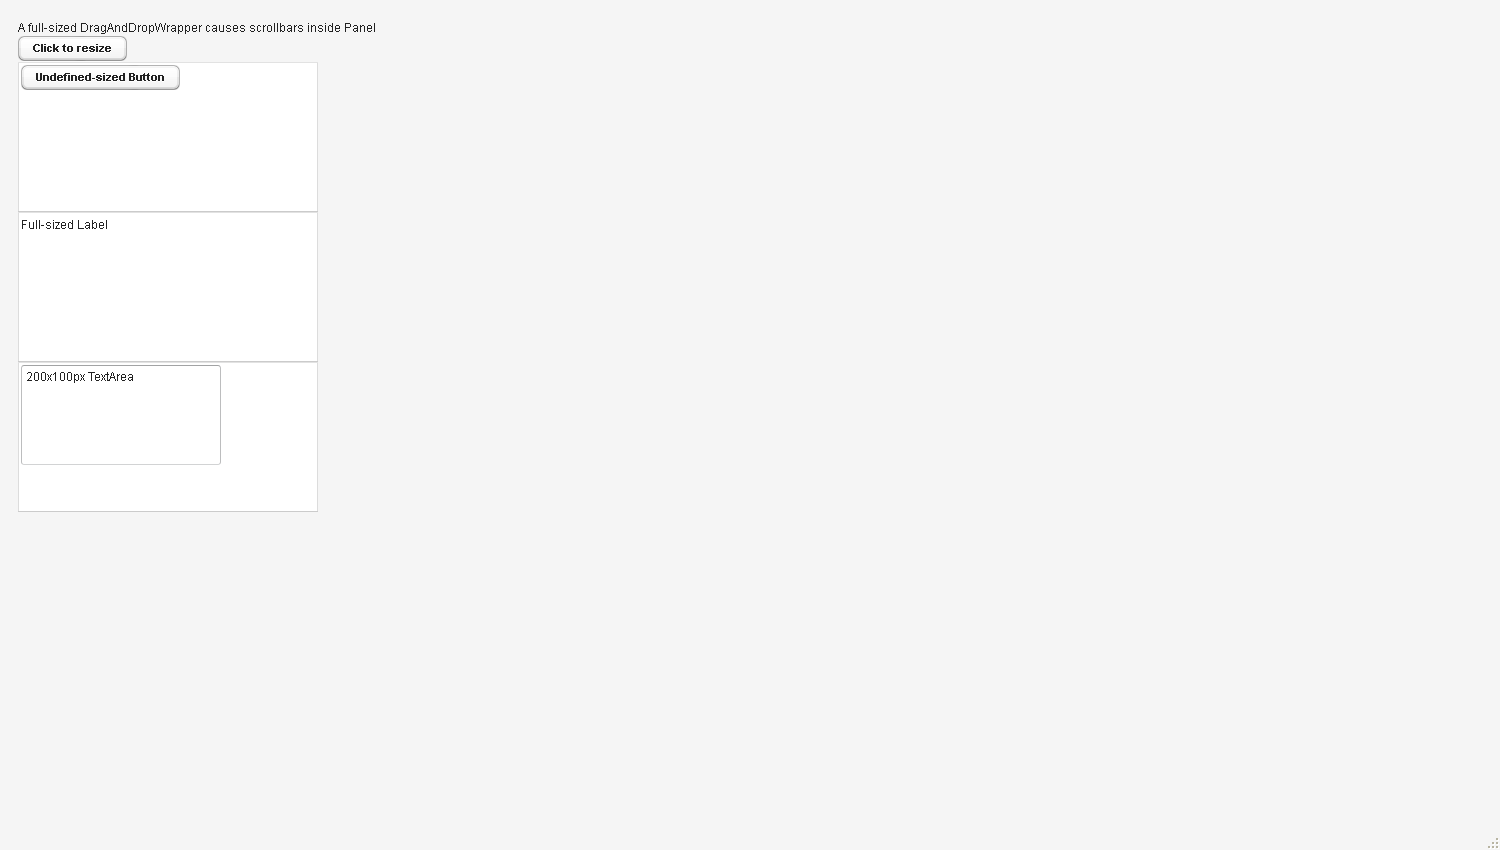 A full-sized DragAndDropWrapper causes scrollbars inside Panel
Click to resize
Undefined-sized Button
Full-sized Label
200x100px TextArea